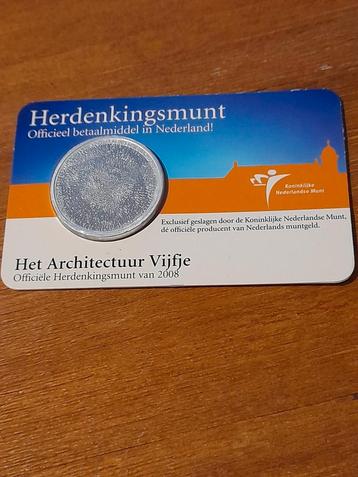 Herdenkingsmunt
Officieel betaalmiddel in Nederland!
Koninklijke
Nederlandse Munt
Exclusief geslagen door de Koninklijke Nederlandse Munt,
dé officiële producent van Nederlands muntgeld.
Het Architectuur Vijfje
Officiële Herdenkingsmunt van 2008